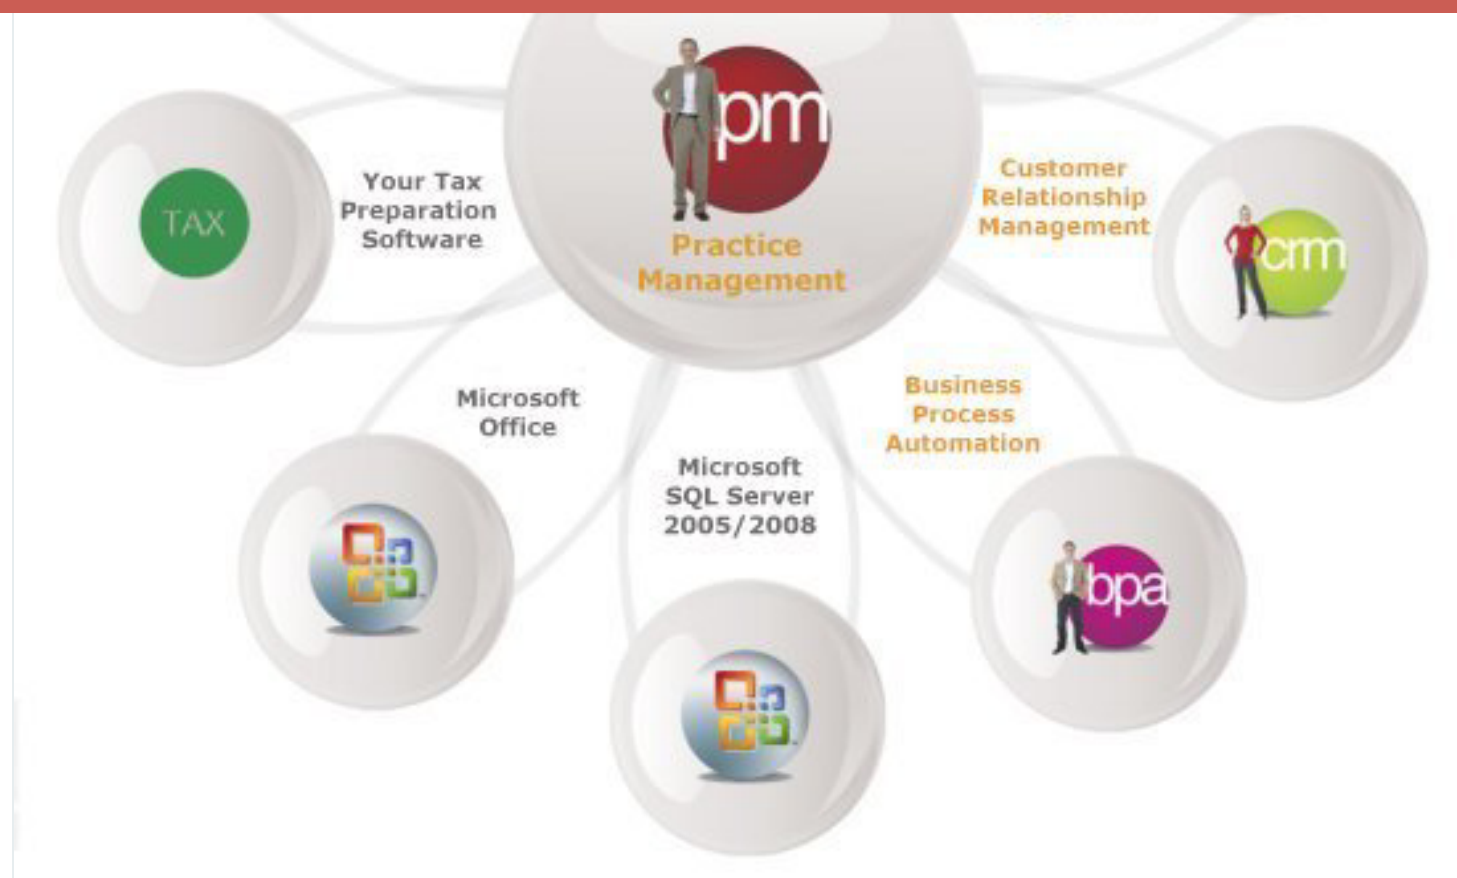 pm
Practice
Management
TAX
Your Tax
Preparation
Software
Customer
Relationship
Management
crm
Microsoft
Office
Business
Process
Automation
Microsoft
SQL Server
2005/2008
bpa